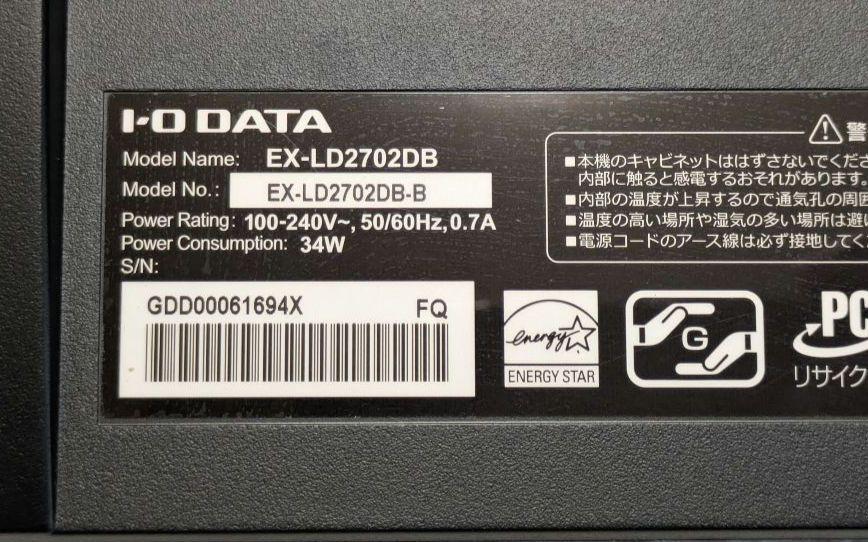 I-O DATA
Model Name: EX-LD2702DB
Model No.: EX-LD2702DB-B
Power Rating: 100-240V~, 50/60Hz, 0.7A
Power Consumption: 34W
S/N:
GDD00061694X FQ
警
■本機のキャビネットははずさないでくださ
内部に触ると感電するおそれがあります。
■内部の温度が上昇するので通気孔の周囲
■温度の高い場所や湿気の多い場所は避い
■電源コードのアース線は必ず接地してく
energy
ENERGY STAR
G
PC
リサイク